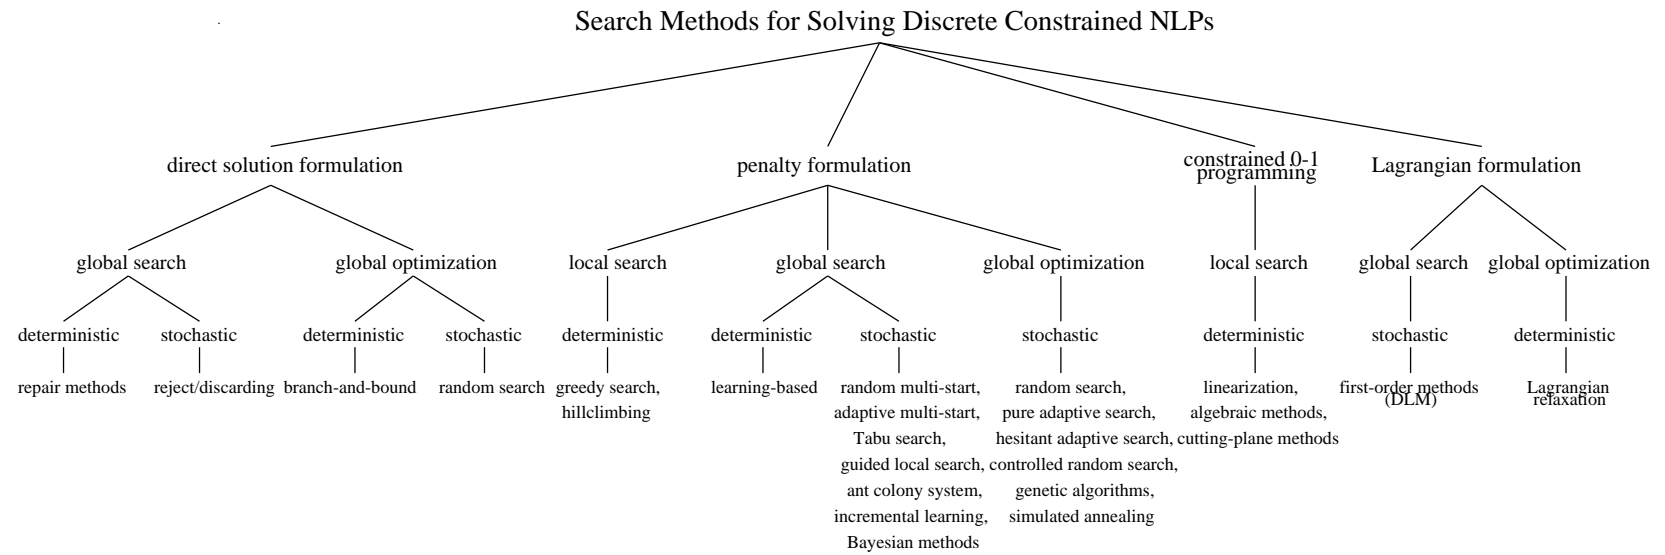 Search Methods for Solving Discrete Constrained NLPs
direct solution formulation
penalty formulation
constrained 0-1
programming
Lagrangian formulation
global search
global optimization
local search
global search
global optimization
local search
global search
global optimization
deterministic
stochastic
deterministic
stochastic
deterministic
deterministic
stochastic
stochastic
deterministic
stochastic
deterministic
repair methods
reject/discarding
branch-and-bound
random search
greedy search,
hillclimbing
learning-based
random multi-start,
adaptive multi-start,
Tabu search,
guided local search,
ant colony system,
incremental learning,
Bayesian methods
random search,
pure adaptive search,
hesitant adaptive search,
controlled random search,
genetic algorithms,
simulated annealing
linearization,
algebraic methods,
cutting-plane methods
first-order methods
(DLM)
Lagrangian
relaxation